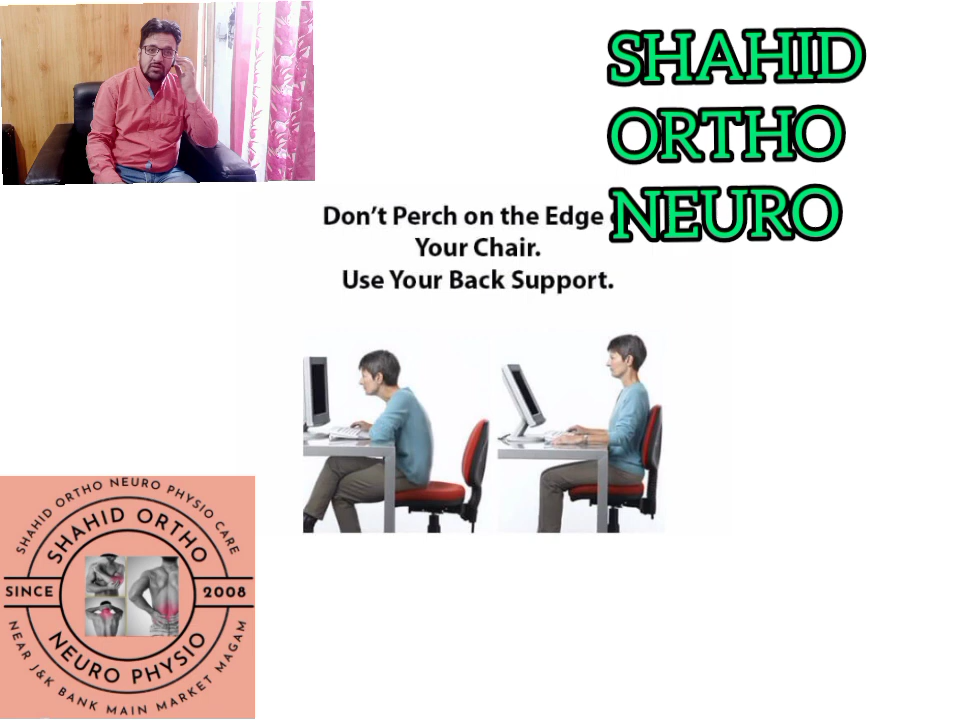 SHAHID
ORTHO
NEURO
Don't Perch on the Edge
Your Chair.
Use Your Back Support.
SHAHID ORTHO NEURO PHYSIO CARE
SHAHID ORTHO
SINCE 2008
NEURO PHYSIO
NEAR J&K BANK MAIN MARKET MAGAM